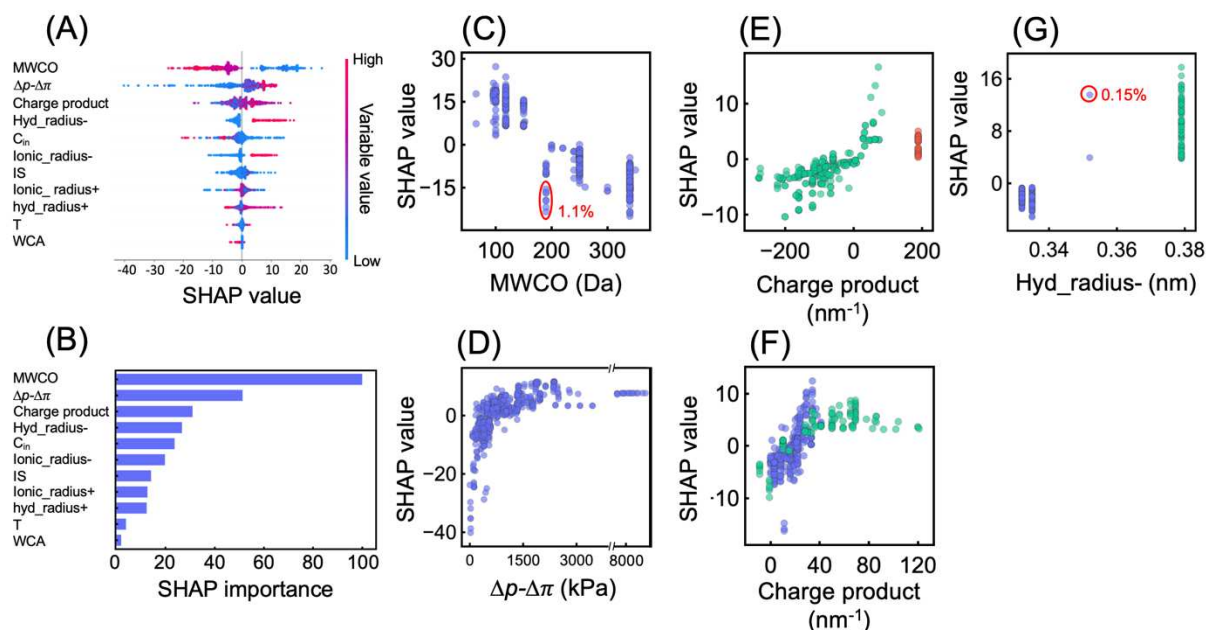 (A)
MWCO
Δp-Δπ
Charge product
Hyd_radius-
C_in
Ionic_radius-
IS
Ionic_radius+
hyd_radius+
T
WCA
-40 -30 -20 -10 0 10 20 30
SHAP value
High
Variable value
Low
(B)
MWCO
Δp-Δπ
Charge product
Hyd_radius-
C_in
Ionic_radius-
IS
Ionic_radius+
hyd_radius+
T
WCA
0 20 40 60 80 100
SHAP importance
(C)
SHAP value
30
15
0
−15
1.1%
100 200 300
MWCO (Da)
(D)
SHAP value
0
−20
−40
0 1500 3000 8000
Δp-Δπ (kPa)
(E)
SHAP value
10
0
−10
−200 −100 0 100 200
Charge product
(nm⁻¹)
(F)
SHAP value
10
0
-10
0 40 80 120
Charge product
(nm⁻¹)
(G)
SHAP value
16
8
0
0.15%
0.34 0.36 0.38
Hyd_radius- (nm)